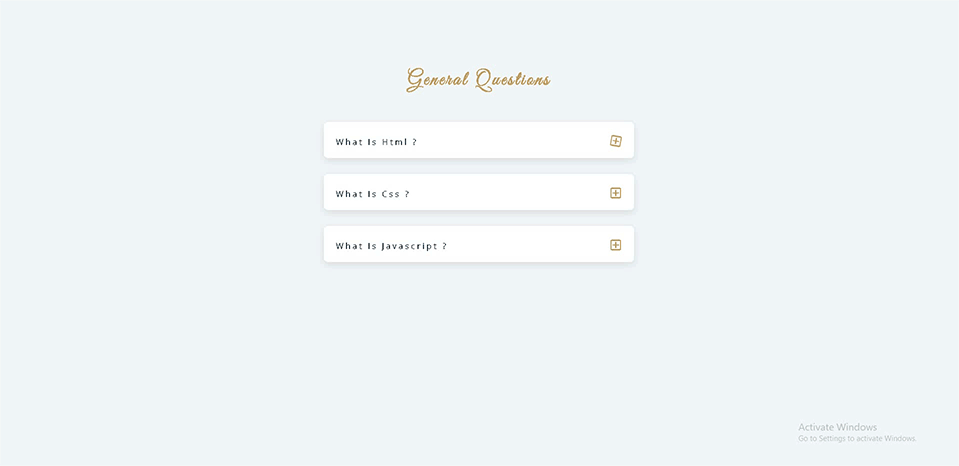 General Questions
What Is Html ?
What Is Css ?
What Is Javascript ?
Activate Windows
Go to Settings to activate Windows.